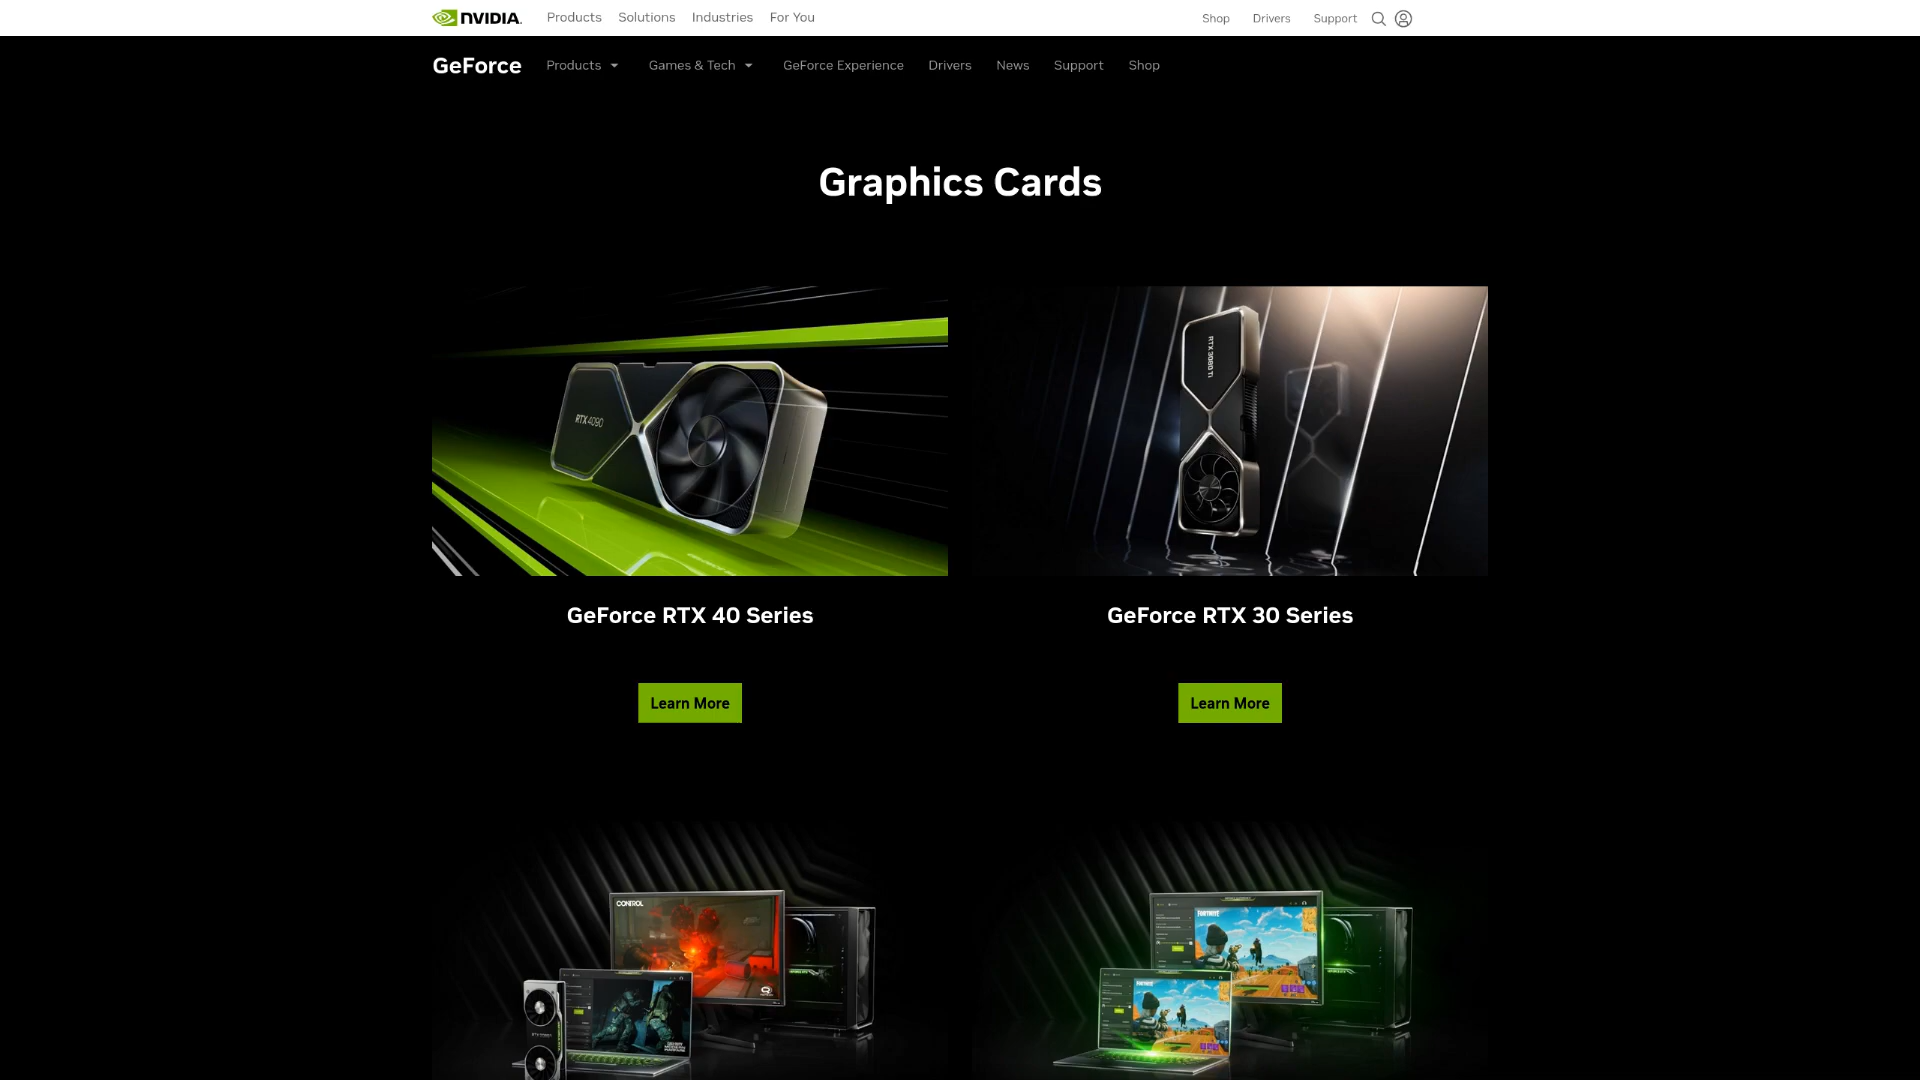 NVIDIA.
Products Solutions Industries For You
Shop Drivers Support
GeForce Products Games & Tech GeForce Experience Drivers News Support Shop
Graphics Cards
RTX 4090
RTX 3080 Ti
GeForce RTX 40 Series
GeForce RTX 30 Series
Learn More
Learn More
CONTROL
FORTNITE
FORTNITE